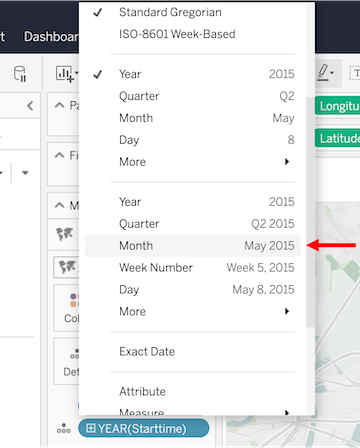 Standard Gregorian
t Dashboar ISO-8601 Week-Based
Year 2015
Quarter Q2
Pa Month May Longitu
Day 8 Latitude
Fi More
Year 2015
M Quarter Q2 2015
Month May 2015
Week Number Week 5, 2015
Day May 8, 2015
Col More
Exact Date
Det Attribute
Measure
YEAR(Starttime)